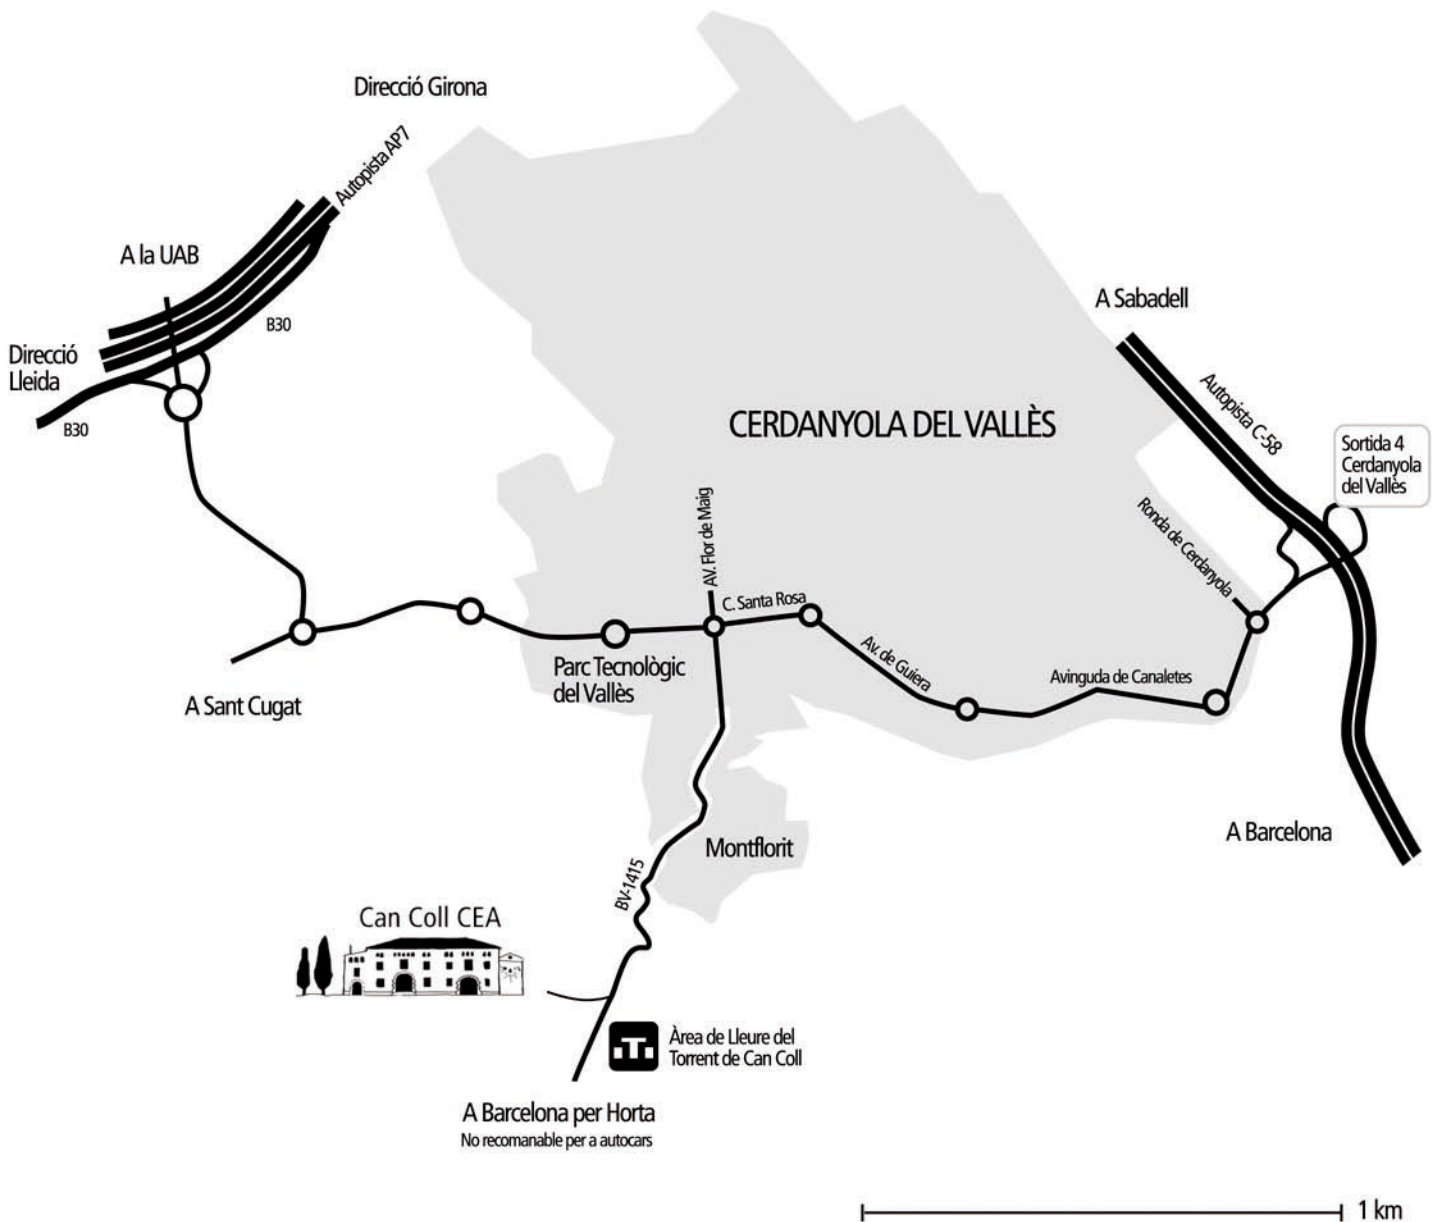 Direcció Girona
Autopista AP7
A la UAB
B30
Direcció
Lleida
B30
A Sabadell
Autopista C-58
CERDANYOLA DEL VALLÈS
Sortida 4
Cerdanyola
del Vallès
Ronda de Cerdanyola
AV. Flor de Maig
C. Santa Rosa
Av. de Guiera
Avinguda de Canaletes
Parc Tecnològic
del Vallès
A Sant Cugat
A Barcelona
Montflorit
BV-1415
Can Coll CEA
Àrea de Lleure del
Torrent de Can Coll
A Barcelona per Horta
No recomanable per a autocars
1 km